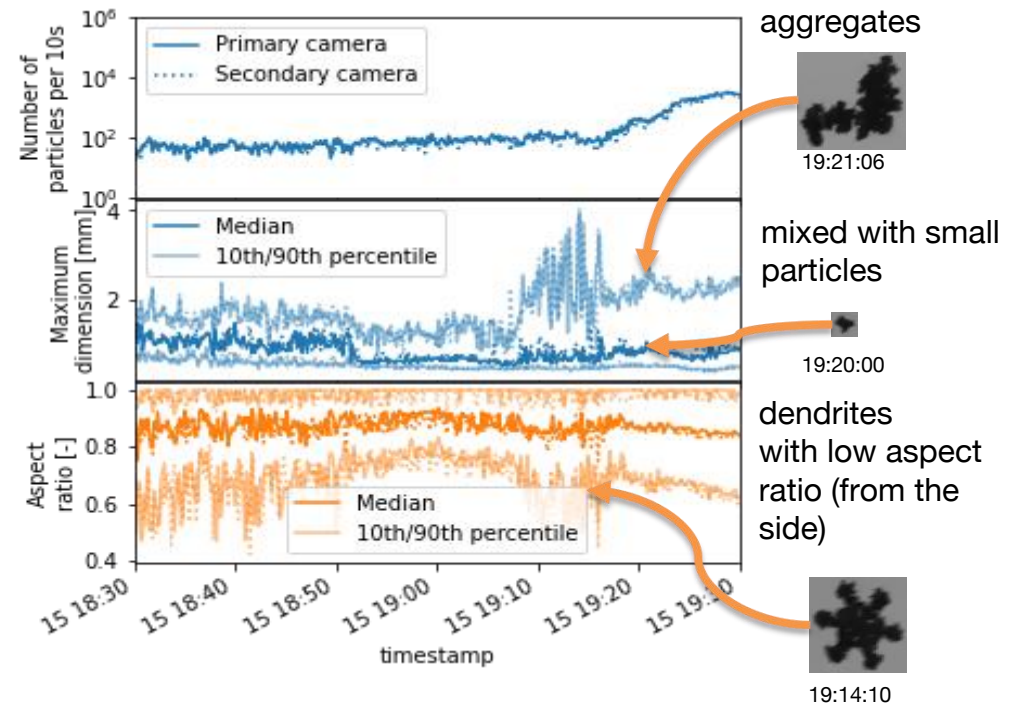 10⁶
10⁴
10²
10⁰
Number of
particles per 10s
Primary camera
Secondary camera
4
2
Maximum
dimension [mm]
Median
10th/90th percentile
1.0
0.8
0.6
0.4
Aspect
ratio [-]
Median
10th/90th percentile
15 18:30
15 18:40
15 18:50
15 19:00
15 19:10
15 19:20
15 19:30
timestamp
aggregates
19:21:06
mixed with small
particles
19:20:00
dendrites
with low aspect
ratio (from the
side)
19:14:10